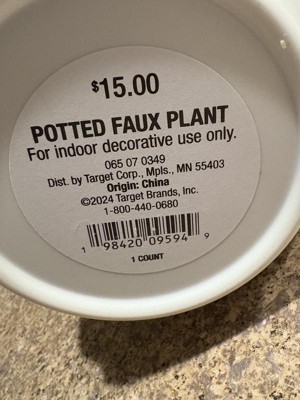 $15.00
POTTED FAUX PLANT
For indoor decorative use only.
065 07 0349
Dist. by Target Corp., Mpls., MN 55403
Origin: China
©2024 Target Brands, Inc.
1-800-440-0680
1 98420 09594 9
1 COUNT